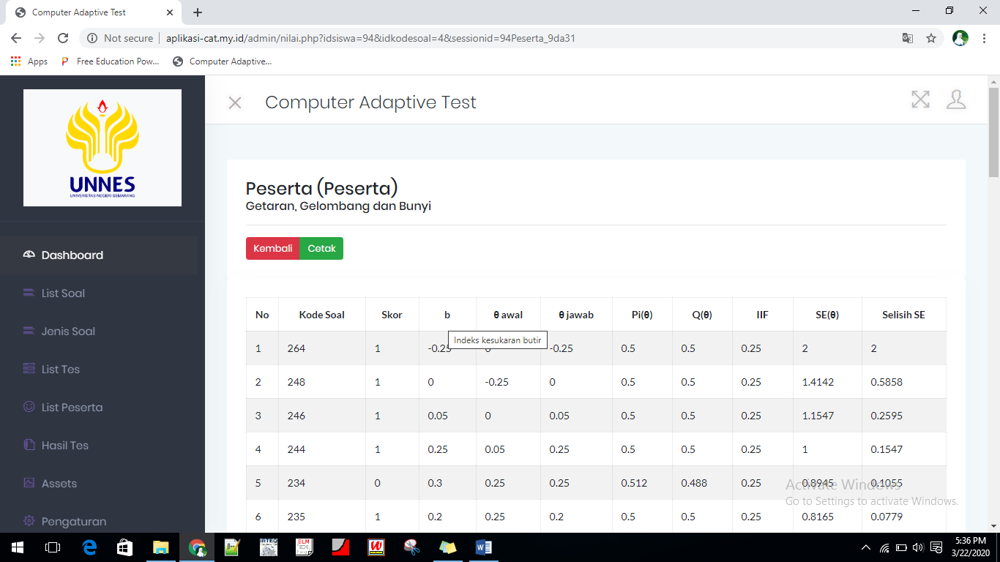 Computer Adaptive Test
Not secure | aplikasi-cat.my.id/admin/nilai.php?idsiswa=94&idkodesoal=4&sessionid=94Peserta_9da31
Apps Free Education Pow... Computer Adaptive...
UNNES
UNIVERSITAS NEGERI SEMARANG
Dashboard
List Soal
Jenis Soal
List Tes
List Peserta
Hasil Tes
Assets
Pengaturan
Computer Adaptive Test
Peserta (Peserta)
Getaran, Gelombang dan Bunyi
Kembali Cetak
No Kode Soal Skor b θ awal θ jawab Pi(θ) Q(θ) IIF SE(θ) Selisih SE
Indeks kesukaran butir
1 264 1 -0.25 0 -0.25 0.5 0.5 0.25 2 2
2 248 1 0 -0.25 0 0.5 0.5 0.25 1.4142 0.5858
3 246 1 0.05 0 0.05 0.5 0.5 0.25 1.1547 0.2595
4 244 1 0.25 0.05 0.25 0.5 0.5 0.25 1 0.1547
5 234 0 0.3 0.25 0.25 0.512 0.488 0.25 0.8945 0.1055
6 235 1 0.2 0.25 0.2 0.5 0.5 0.25 0.8165 0.0779
Activate Windows
Go to Settings to activate Windows.
5:36 PM
3/22/2020